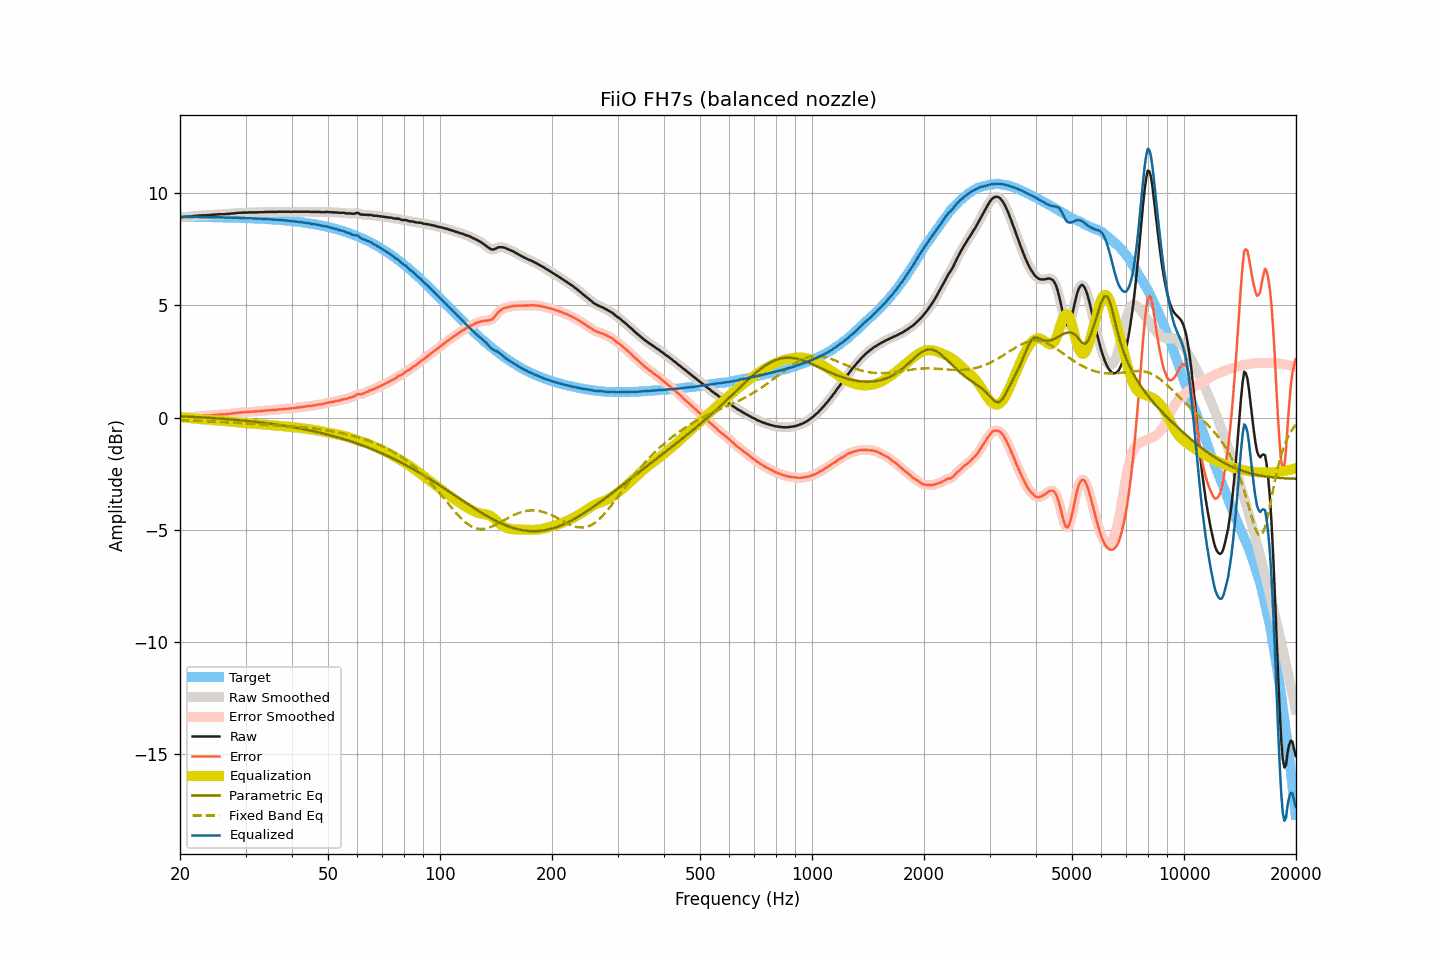 FiiO FH7s (balanced nozzle)
10
5
0
−5
−10
−15
Amplitude (dBr)
Target
Raw Smoothed
Error Smoothed
Raw
Error
Equalization
Parametric Eq
Fixed Band Eq
Equalized
20 50 100 200 500 1000 2000 5000 10000 20000
Frequency (Hz)